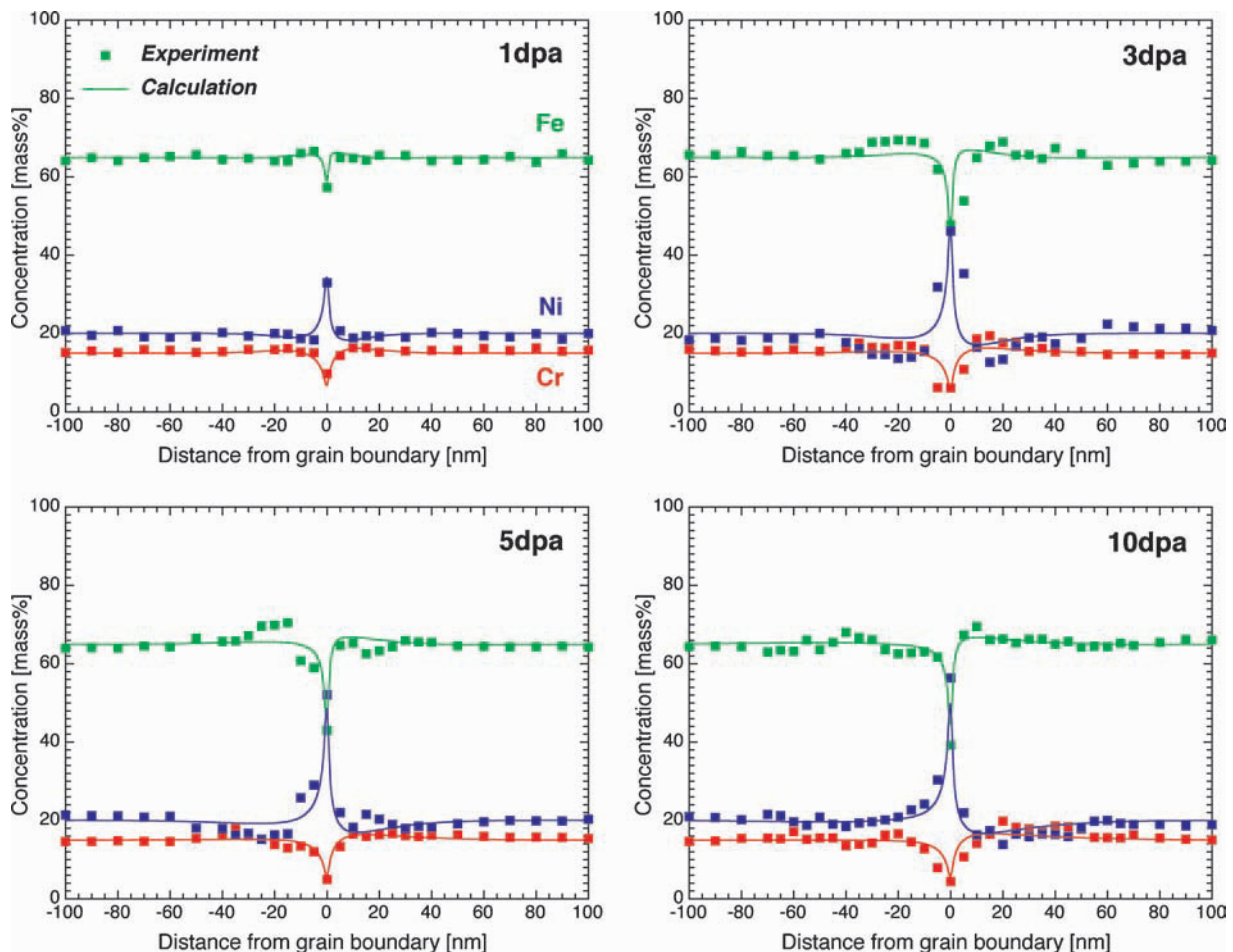 100
80
60
40
20
0
Concentration [mass%]
Experiment
Calculation
1dpa
Fe
Ni
Cr
-100 -80 -60 -40 -20 0 20 40 60 80 100
Distance from grain boundary [nm]
100
80
60
40
20
0
Concentration [mass%]
3dpa
-100 -80 -60 -40 -20 0 20 40 60 80 100
Distance from grain boundary [nm]
100
80
60
40
20
0
Concentration [mass%]
5dpa
-100 -80 -60 -40 -20 0 20 40 60 80 100
Distance from grain boundary [nm]
100
80
60
40
20
0
Concentration [mass%]
10dpa
-100 -80 -60 -40 -20 0 20 40 60 80 100
Distance from grain boundary [nm]